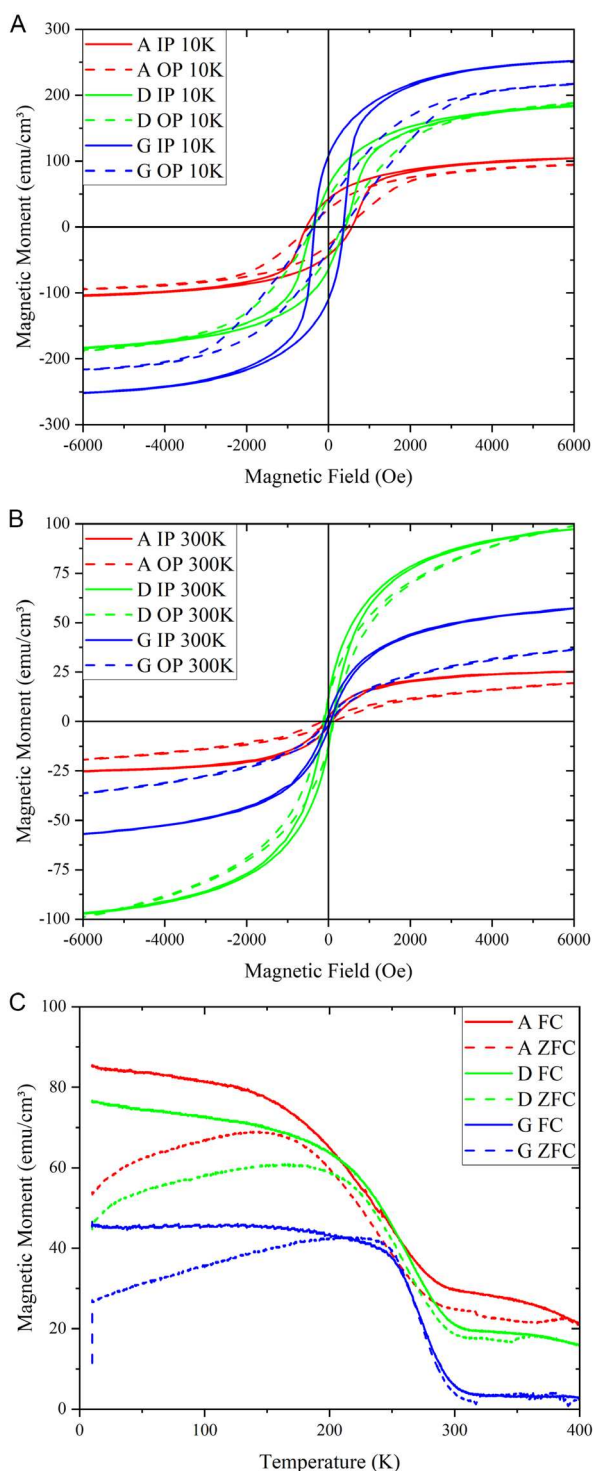 A
300
200
100
0
-100
-200
-300
Magnetic Moment (emu/cm³)
A IP 10K
A OP 10K
D IP 10K
D OP 10K
G IP 10K
G OP 10K
-6000 -4000 -2000 0 2000 4000 6000
Magnetic Field (Oe)
B
100
75
50
25
0
-25
-50
-75
-100
Magnetic Moment (emu/cm³)
A IP 300K
A OP 300K
D IP 300K
D OP 300K
G IP 300K
G OP 300K
-6000 -4000 -2000 0 2000 4000 6000
Magnetic Field (Oe)
C
100
80
60
40
20
0
Magnetic Moment (emu/cm³)
A FC
A ZFC
D FC
D ZFC
G FC
G ZFC
0 100 200 300 400
Temperature (K)